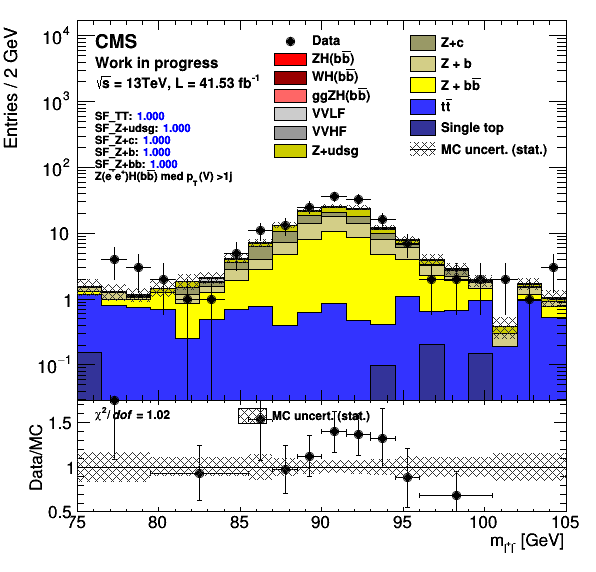 CMS
Work in progress
√s = 13TeV, L = 41.53 fb⁻¹
SF_TT: 1.000
SF_Z+udsg: 1.000
SF_Z+c: 1.000
SF_Z+b: 1.000
SF_Z+bb: 1.000
Z(e⁺e⁺)H(bb̅) med p_T(V) >1j
Data
ZH(bb̅)
WH(bb̅)
ggZH(bb̅)
VVLF
VVHF
Z+udsg
Z+c
Z + b
Z + bb̅
tt̅
Single top
MC uncert. (stat.)
Entries / 2 GeV
10⁴
10³
10²
10
1
10⁻¹
χ²/dof = 1.02
MC uncert. (stat.)
Data/MC
1.5
1
0.5
75 80 85 90 95 100 105
m_l⁺l⁻ [GeV]